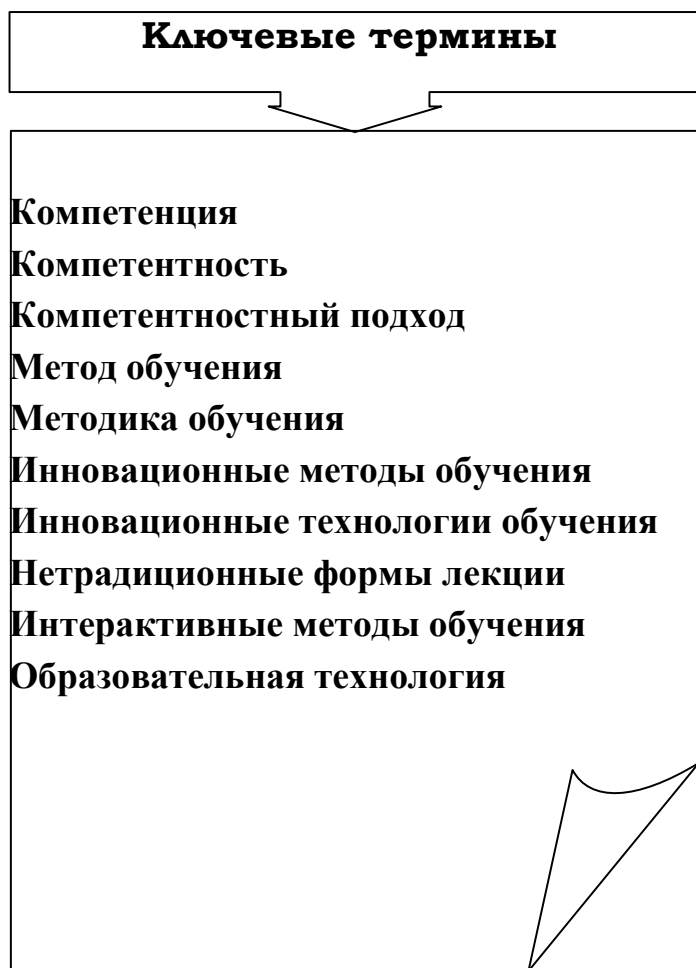 Ключевые термины
Компетенция
Компетентность
Компетентностный подход
Метод обучения
Методика обучения
Инновационные методы обучения
Инновационные технологии обучения
Нетрадиционные формы лекции
Интерактивные методы обучения
Образовательная технология